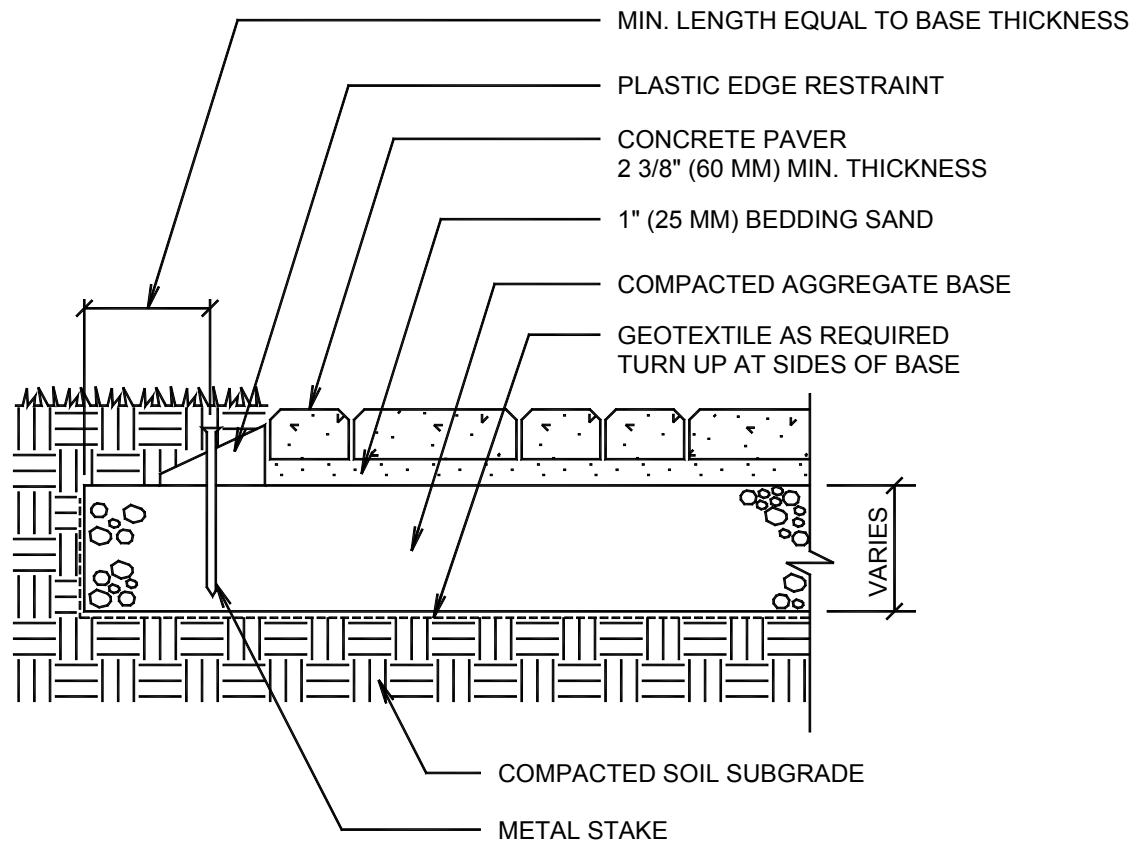 MIN. LENGTH EQUAL TO BASE THICKNESS
PLASTIC EDGE RESTRAINT
CONCRETE PAVER
2 3/8" (60 MM) MIN. THICKNESS
1" (25 MM) BEDDING SAND
COMPACTED AGGREGATE BASE
GEOTEXTILE AS REQUIRED
TURN UP AT SIDES OF BASE
VARIES
COMPACTED SOIL SUBGRADE
METAL STAKE